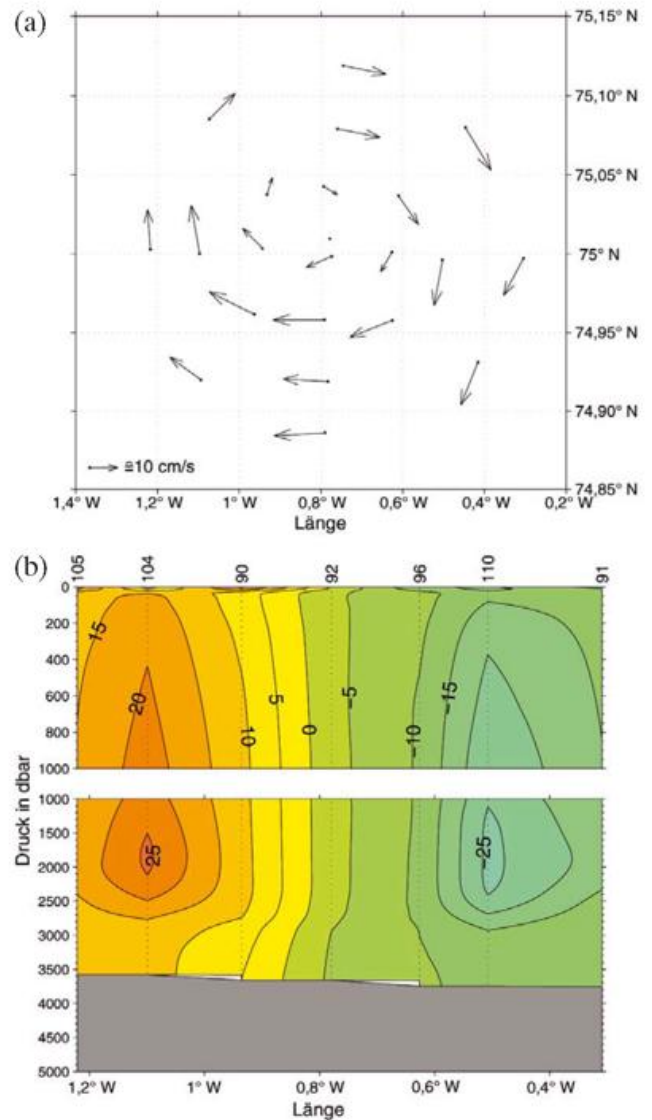 (a)
75,15° N
75,10° N
75,05° N
75° N
74,95° N
74,90° N
74,85° N
≙10 cm/s
1,4° W 1,2° W 1° W 0,8° W 0,6° W 0,4° W 0,2° W
Länge
(b)
105 104 90 92 96 110 91
0
200
400
600
800
1000
15 20 10 5 0 -5 -10 -15
Druck in dbar
1000
1500
2000
2500
3000
3500
4000
4500
5000
25 -25
1,2° W 1° W 0,8° W 0,6° W 0,4° W
Länge